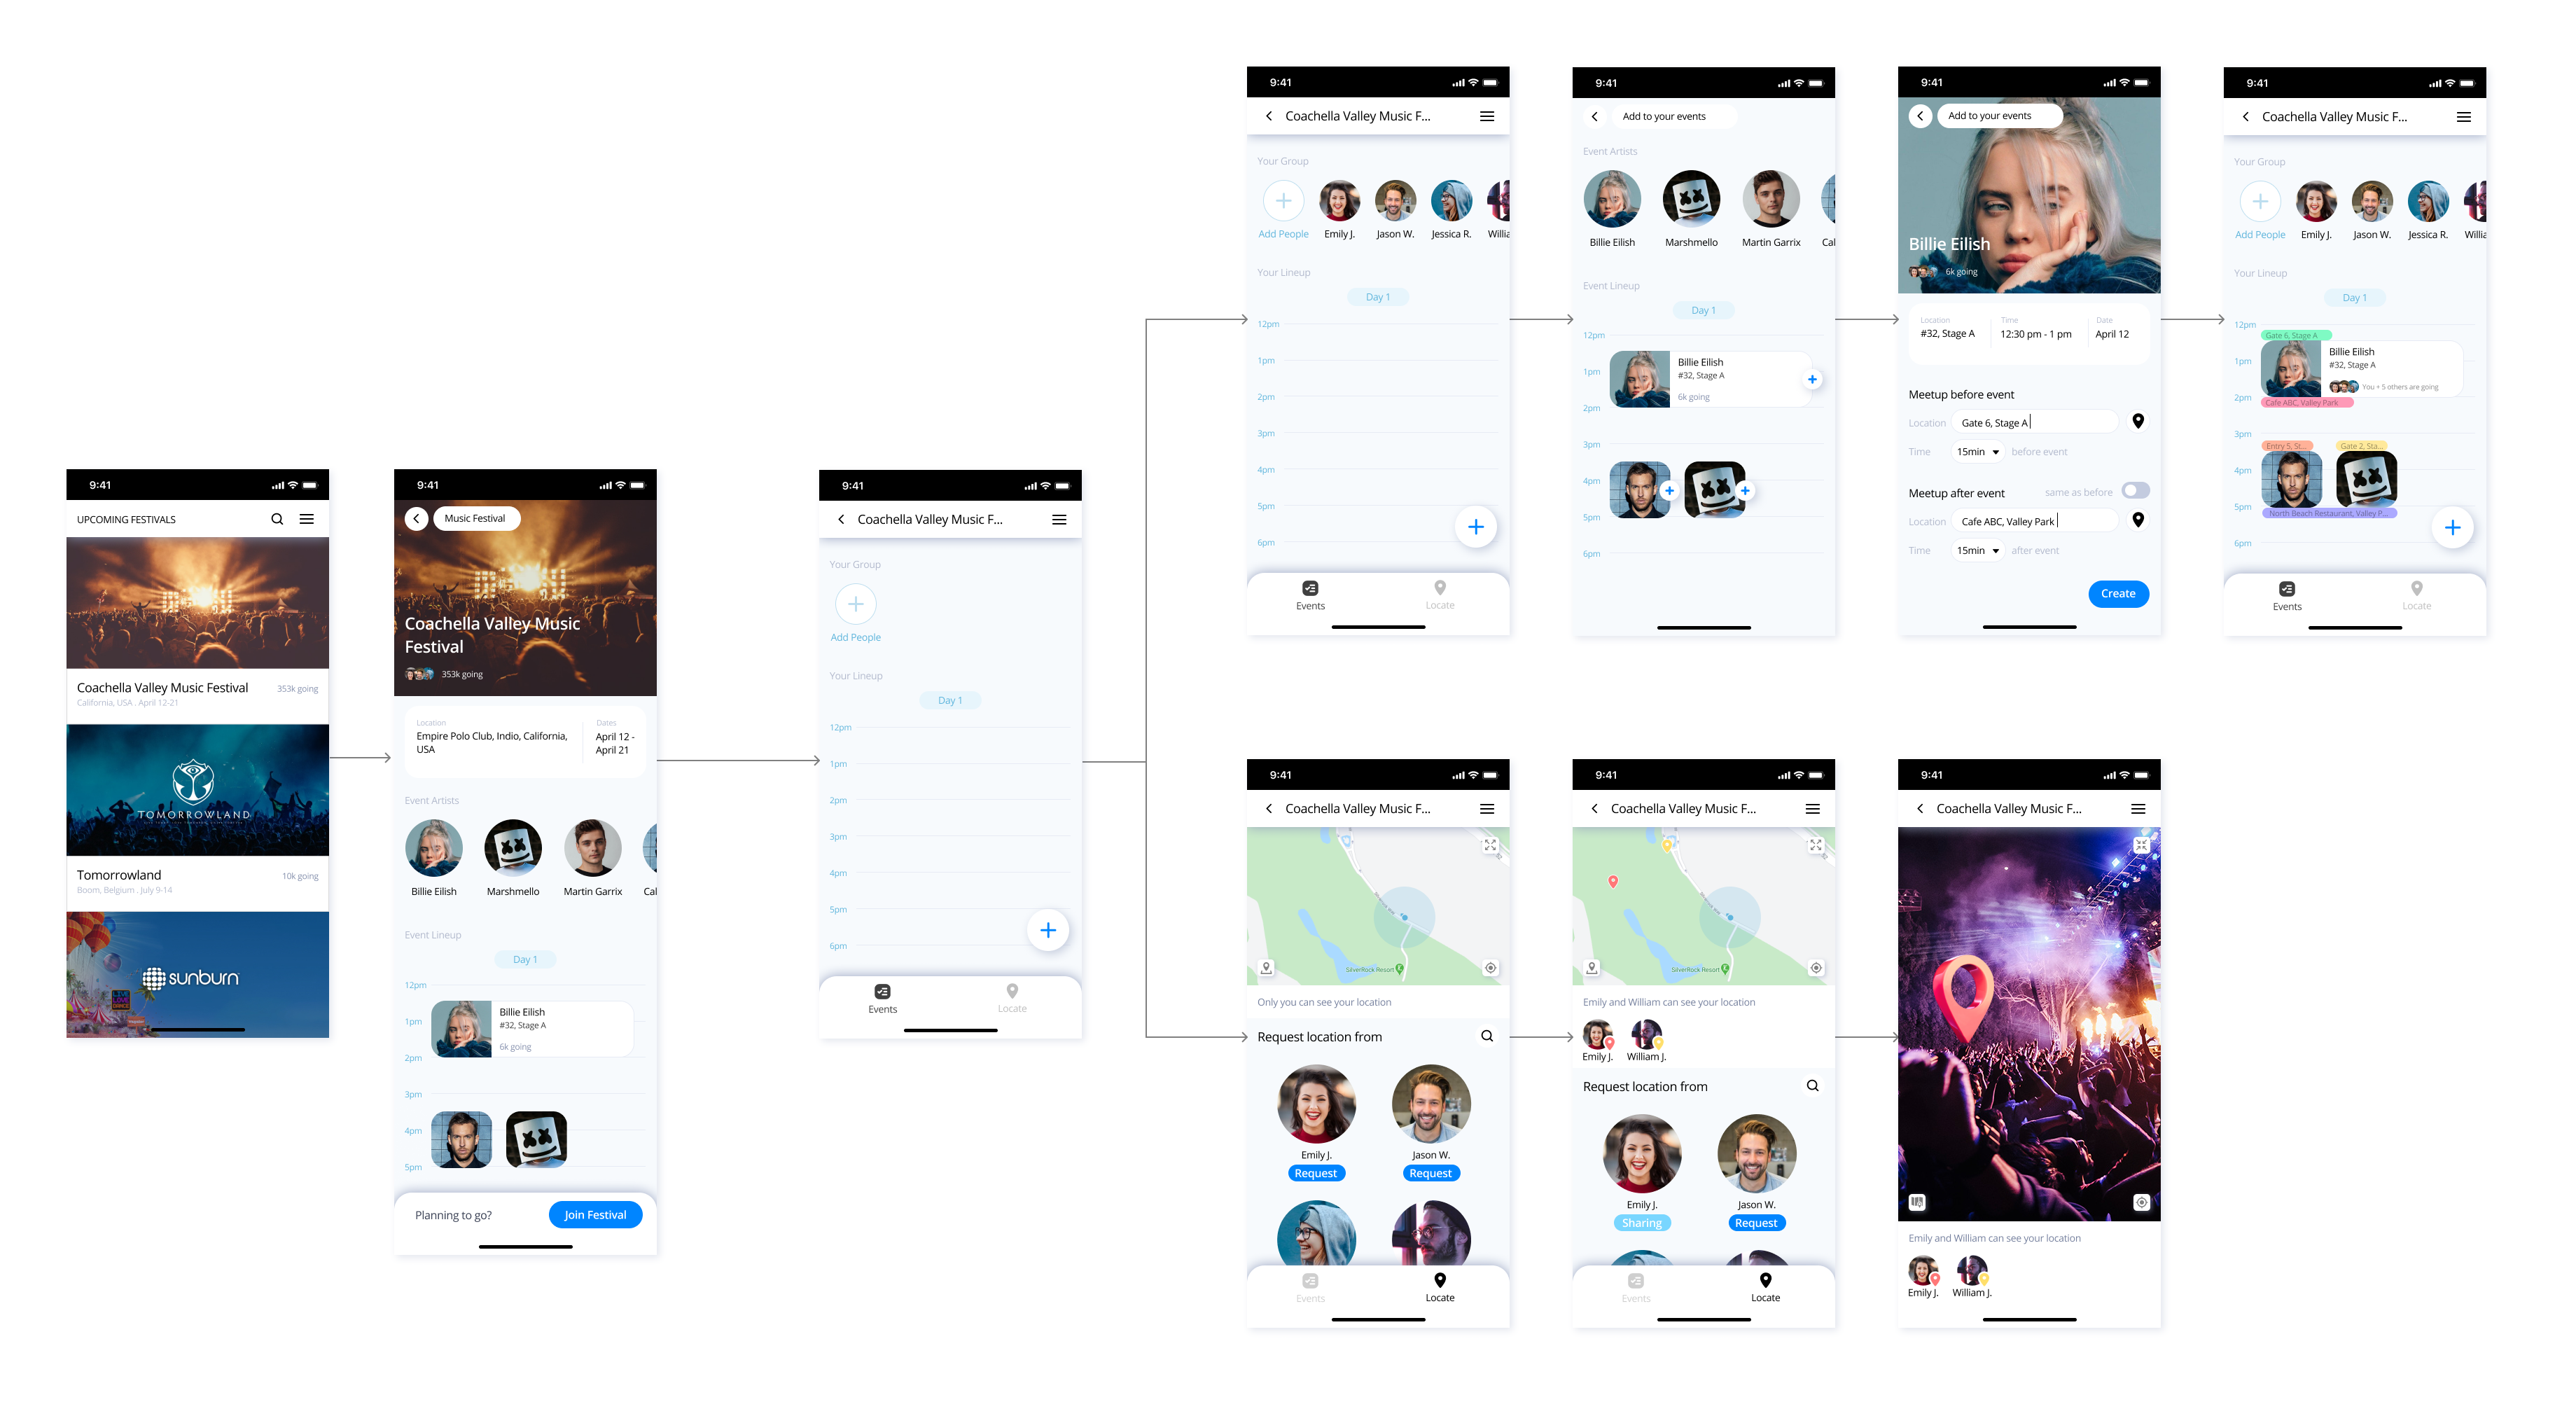 9:41
UPCOMING FESTIVALS
Coachella Valley Music Festival
353k going
California, USA . April 12-21
TOMORROWLAND
Tomorrowland
10k going
Boom, Belgium . July 9-14
LIVE
LOVE
DANCE
sunburn
9:41
Music Festival
Coachella Valley Music
Festival
353k going
Location
Dates
Empire Polo Club, Indio, California,
USA
April 12 -
April 21
Event Artists
Billie Eilish
Marshmello
Martin Garrix
Cal
Event Lineup
Day 1
12pm
1pm
Billie Eilish
#32, Stage A
6k going
2pm
3pm
4pm
5pm
Planning to go?
Join Festival
9:41
Coachella Valley Music F...
Your Group
Add People
Your Lineup
Day 1
12pm
1pm
2pm
3pm
4pm
5pm
6pm
Events
Locate
9:41
Coachella Valley Music F...
Your Group
Add People
Emily J.
Jason W.
Jessica R.
Willia
Your Lineup
Day 1
12pm
1pm
2pm
3pm
4pm
5pm
6pm
Events
Locate
9:41
Add to your events
Event Artists
Billie Eilish
Marshmello
Martin Garrix
Cal
Event Lineup
Day 1
12pm
1pm
Billie Eilish
#32, Stage A
6k going
2pm
3pm
4pm
5pm
6pm
9:41
Add to your events
Billie Eilish
6k going
Location
Time
Date
#32, Stage A
12:30 pm - 1 pm
April 12
Meetup before event
Location
Gate 6, Stage A
Time
15min
before event
Meetup after event
same as before
Location
Cafe ABC, Valley Park
Time
15min
after event
Create
9:41
Coachella Valley Music F...
Your Group
Add People
Emily J.
Jason W.
Jessica R.
Willia
Your Lineup
Day 1
12pm
Gate 6, Stage A
1pm
Billie Eilish
#32, Stage A
You + 5 others are going
2pm
Cafe ABC, Valley Park
3pm
Entry 5, St...
Gate 2, Sta...
4pm
5pm
North Beach Restaurant, Valley P...
6pm
Events
Locate
9:41
Coachella Valley Music F...
SilverRock Resort
Only you can see your location
Request location from
Emily J.
Request
Jason W.
Request
Events
Locate
9:41
Coachella Valley Music F...
SilverRock Resort
Emily and William can see your location
Emily J.
William J.
Request location from
Emily J.
Sharing
Jason W.
Request
Events
Locate
9:41
Coachella Valley Music F...
Emily and William can see your location
Emily J.
William J.